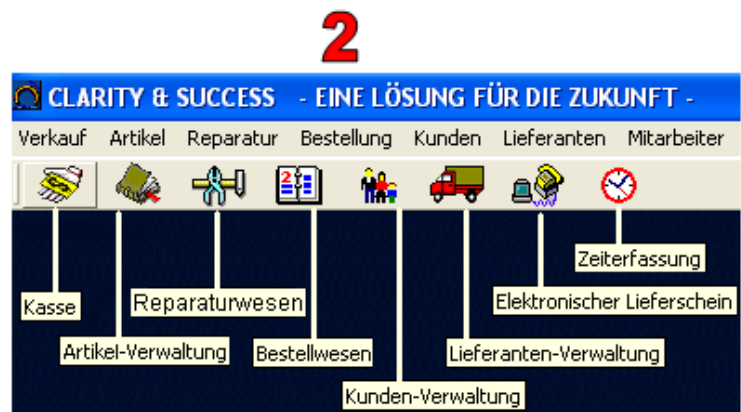 2
CLARITY & SUCCESS - EINE LÖSUNG FÜR DIE ZUKUNFT -
Verkauf Artikel Reparatur Bestellung Kunden Lieferanten Mitarbeiter
2
Zeiterfassung
Kasse Reparaturwesen Elektronischer Lieferschein
Artikel-Verwaltung Bestellwesen Lieferanten-Verwaltung
Kunden-Verwaltung